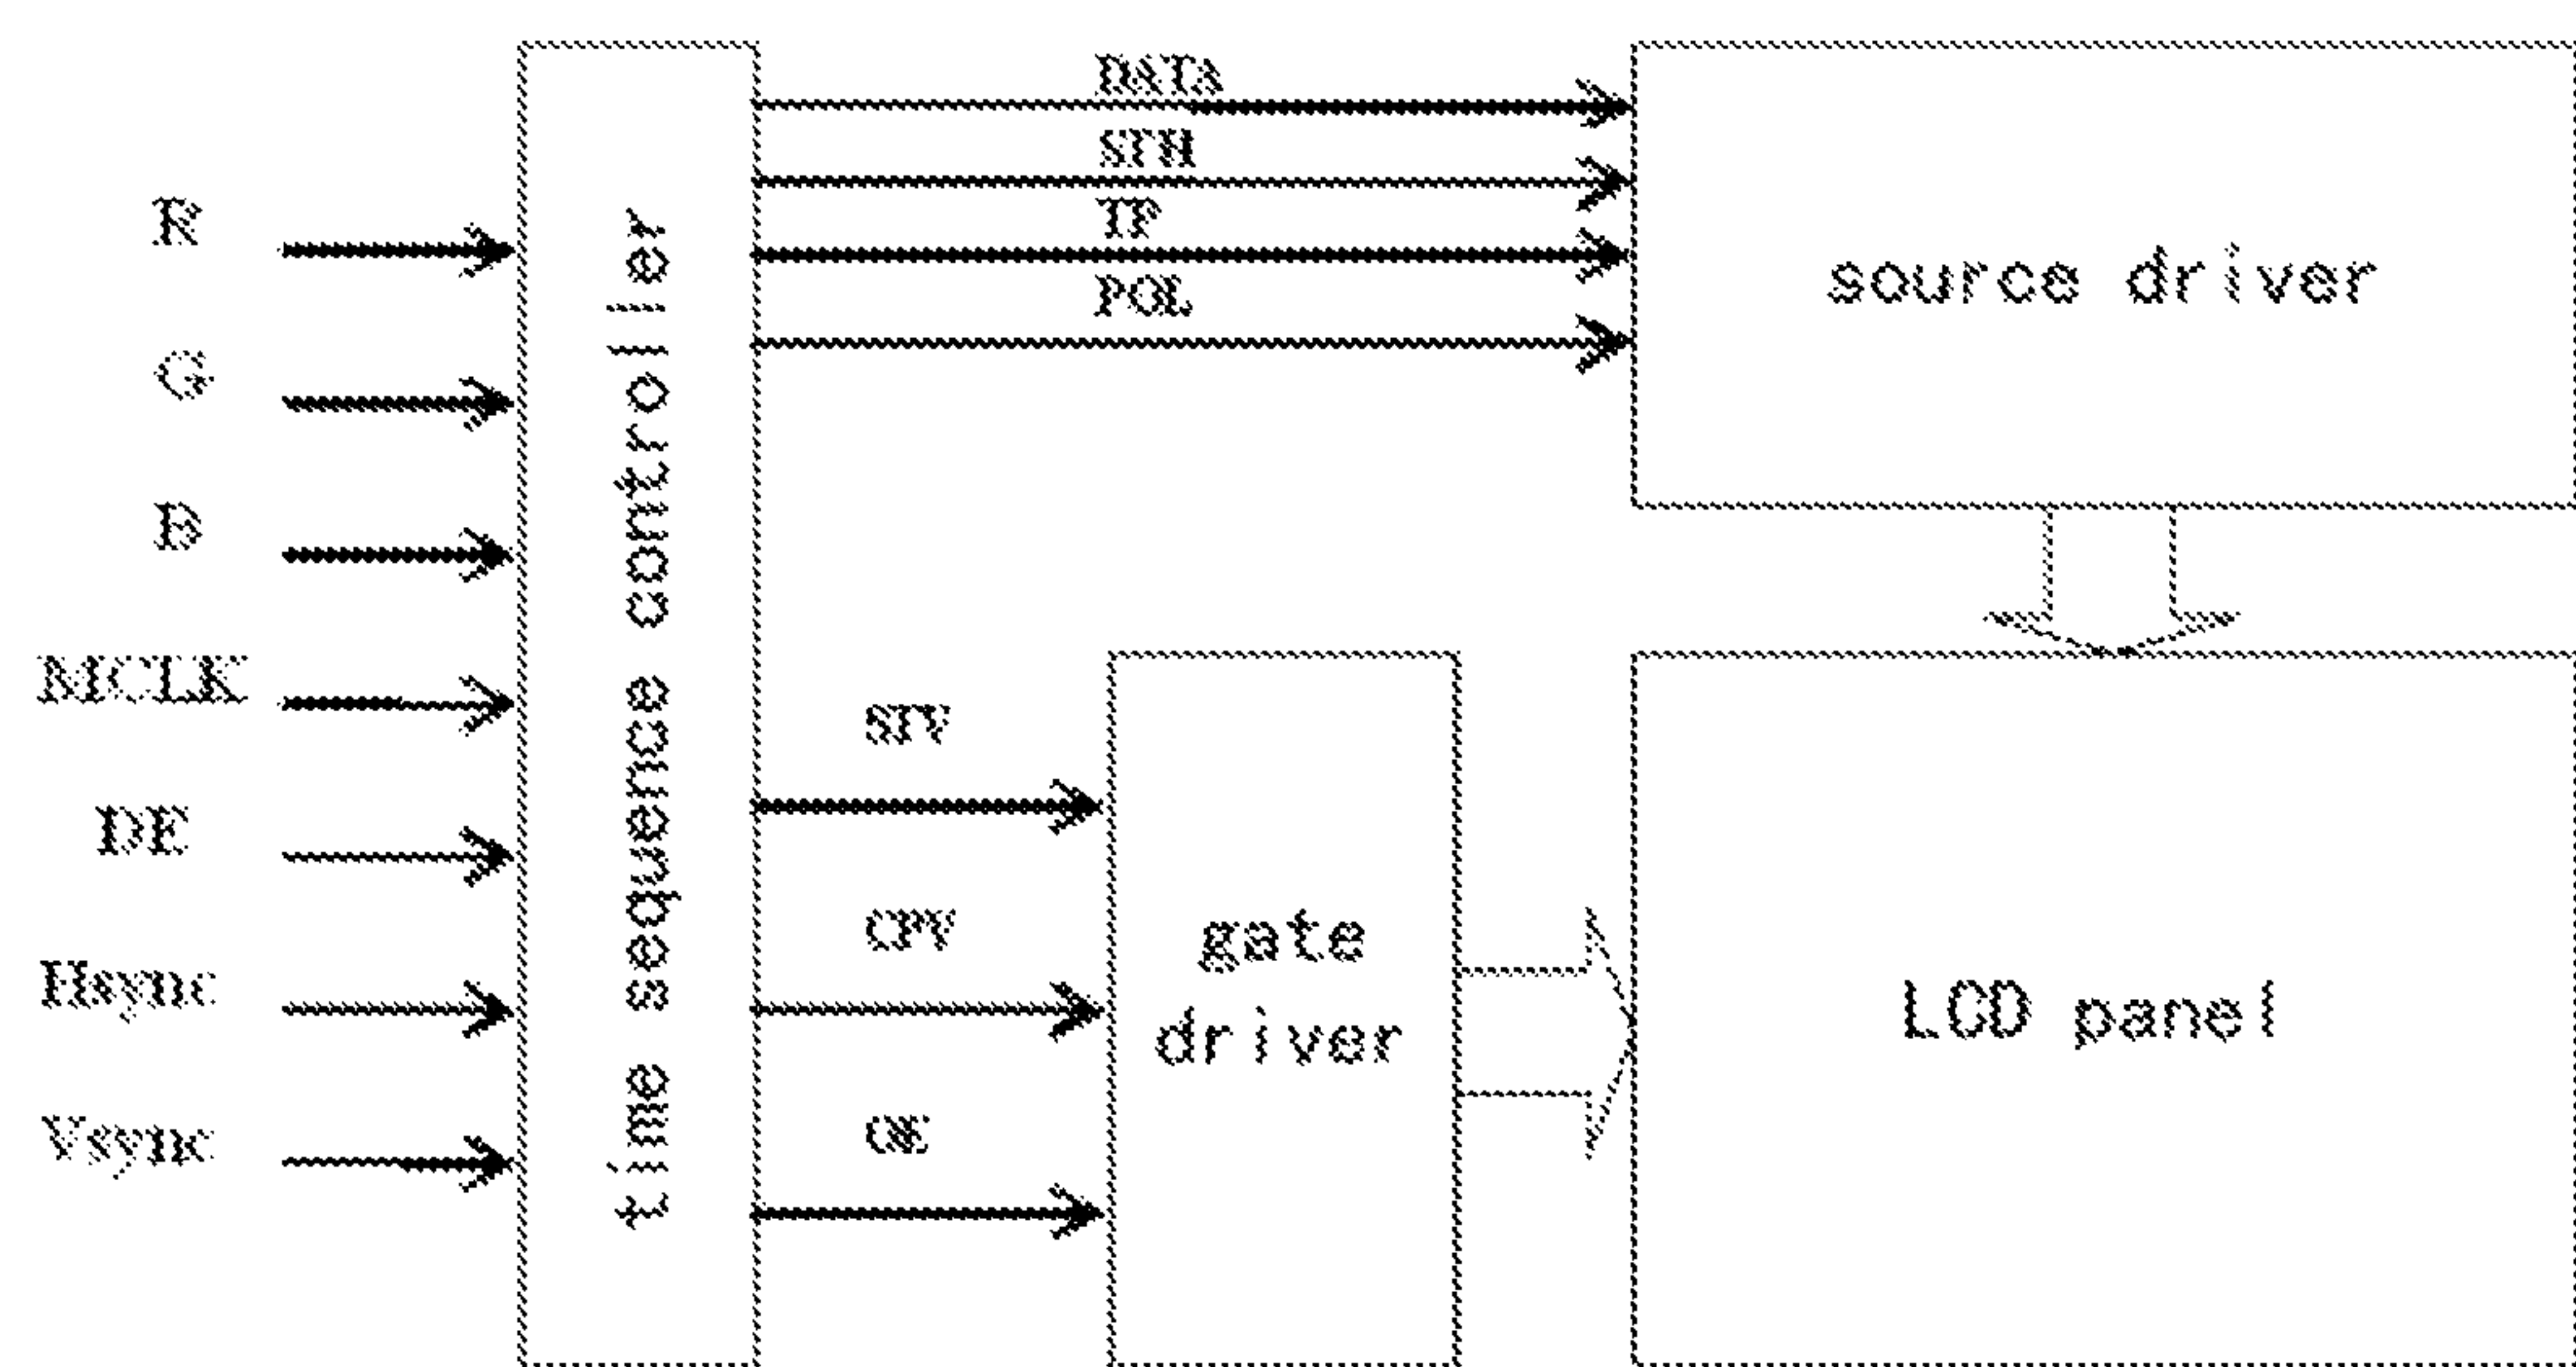 R
G
B
MCLK
DE
Hsync
Vsync
time sequence controller
DATA
STH
TP
POL
source driver
STV
CPV
OE
gate
driver
LCD panel